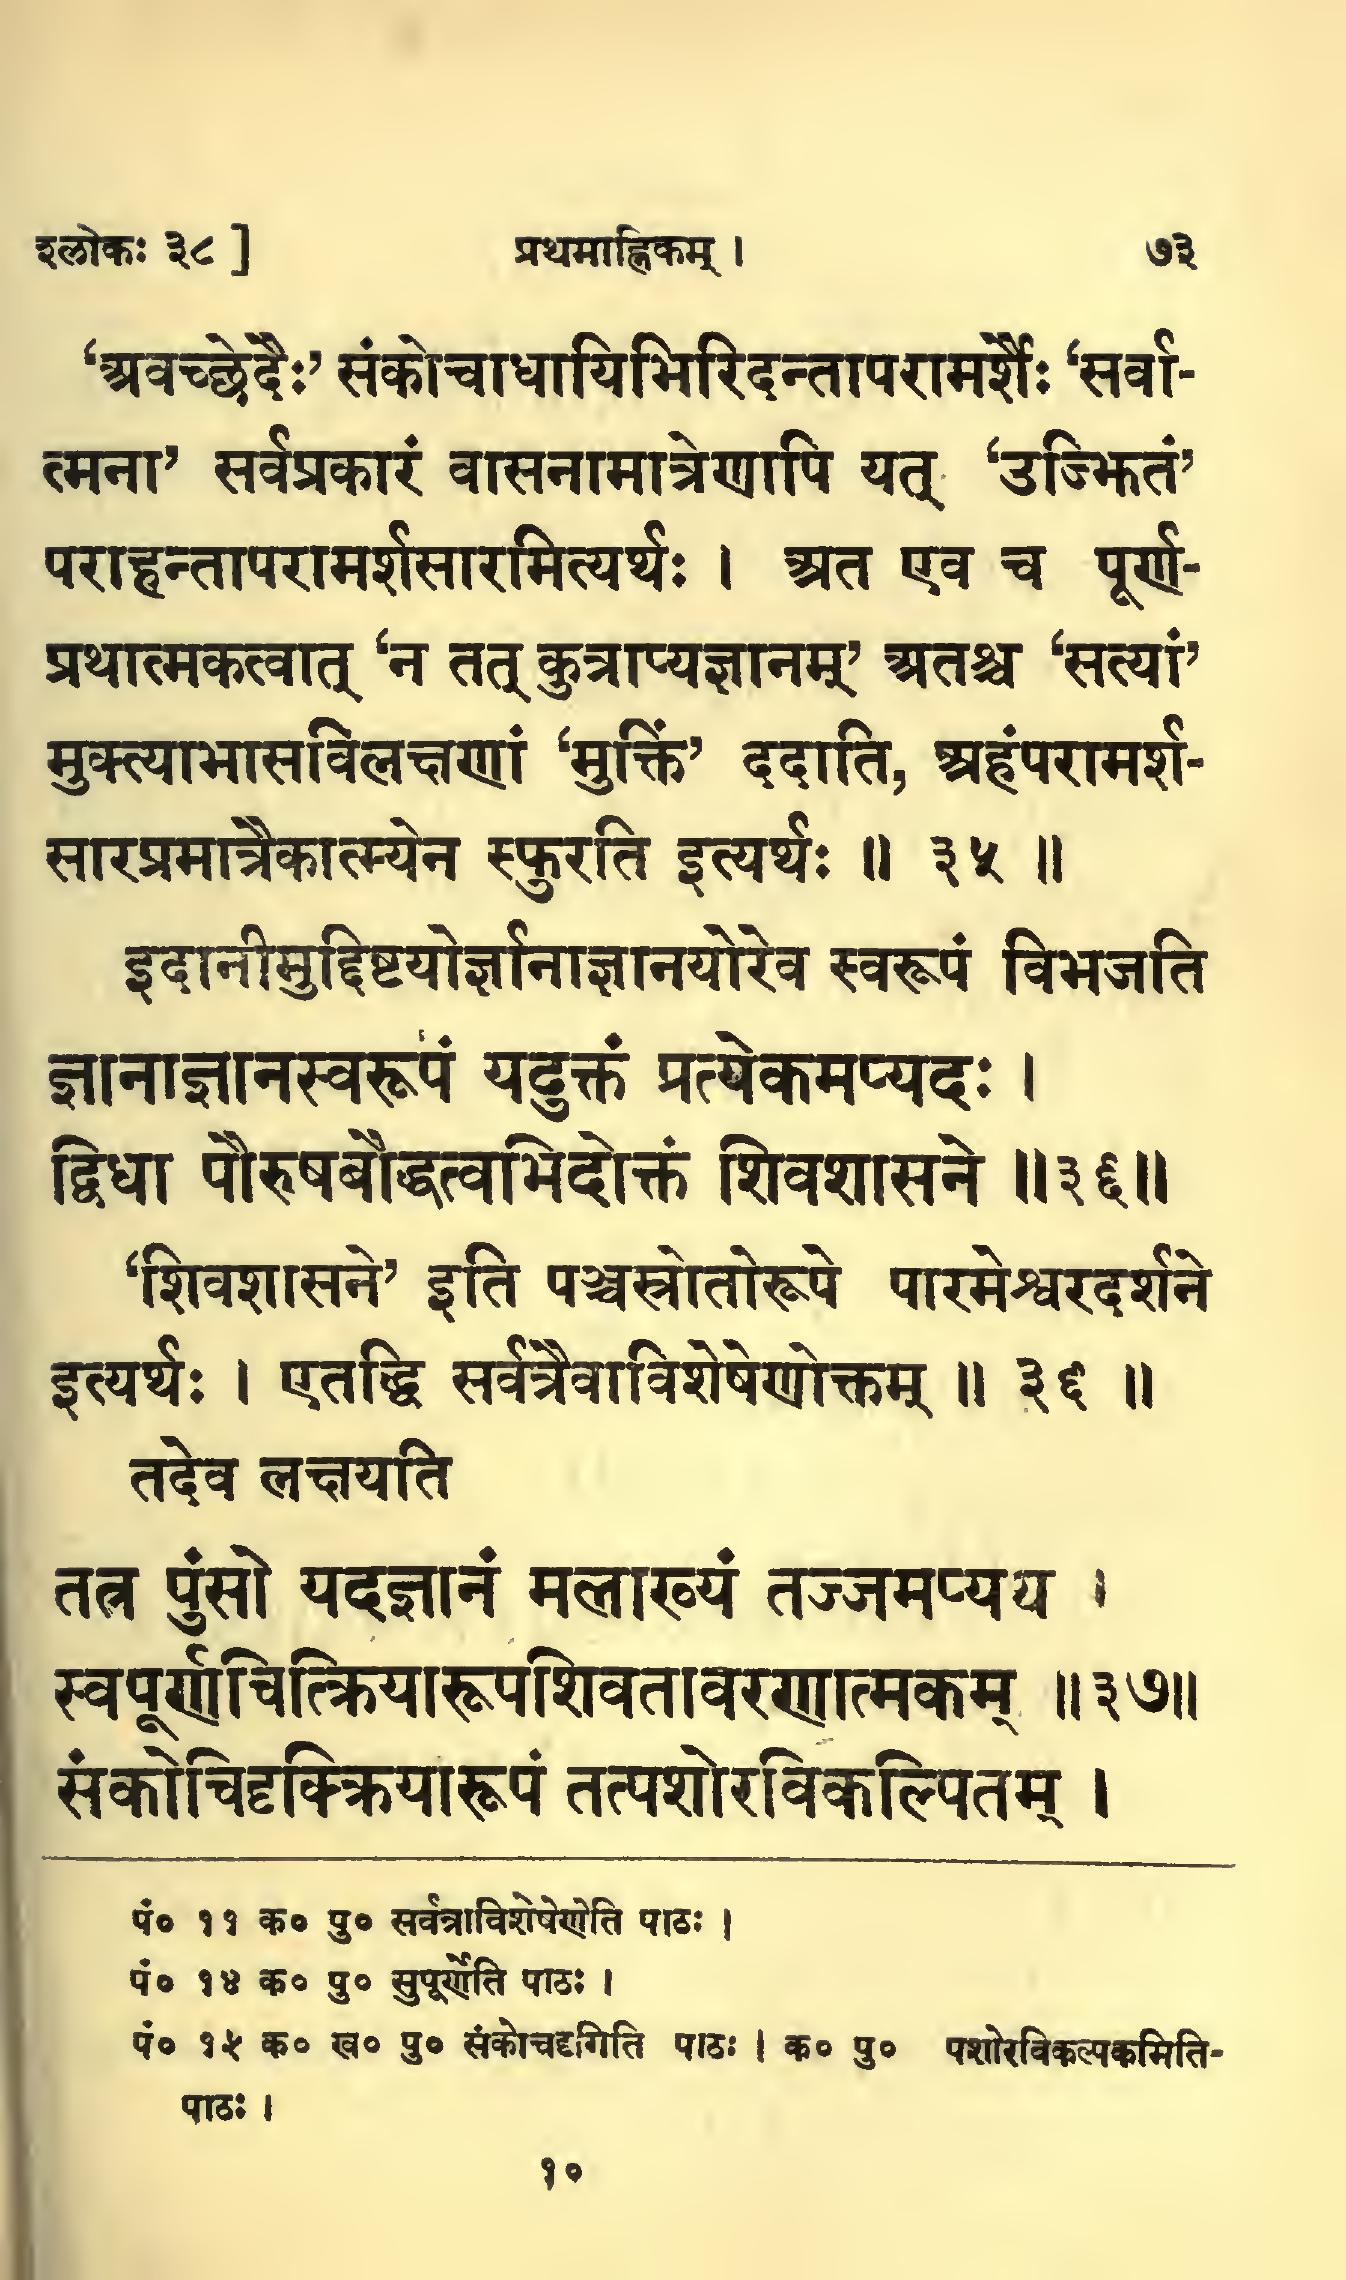 श्लोकः ३८ ] प्रथमाह्निकम् । ७३
‘अवच्छेदैः’ संकोचाधायिभिरिदन्तापरामर्शैः ‘सर्वा-
त्मना’ सर्वप्रकारं वासनामात्रेणापि यत् ‘उज्झितं’
पराहन्तापरामर्शसारमित्यर्थः । अत एव च पूर्ण-
प्रथात्मकत्वात् ‘न तत् कुत्राप्यज्ञानम्’ अतश्च ‘सत्यां’
मुक्त्याभासविलक्षणां ‘मुक्तिं’ ददाति, अहंपरामर्श-
सारप्रमात्रैकात्म्येन स्फुरति इत्यर्थः ॥ ३५ ॥
इदानीमुद्दिष्टयोर्ज्ञानाज्ञानयोरेव स्वरूपं विभजति
ज्ञानाज्ञानस्वरूपं यदुक्तं प्रत्येकमप्यदः ।
द्विधा पौरुषबौद्धत्वभिदोक्तं शिवशासने ॥३६॥
‘शिवशासने’ इति पञ्चस्रोतोरूपे पारमेश्वरदर्शने
इत्यर्थः । एतद्धि सर्वत्रैवाविशेषेणोक्तम् ॥ ३६ ॥
तदेव लक्षयति
तत्र पुंसो यदज्ञानं मलाख्यं तज्जमप्यथ ।
स्वपूर्णचित्क्रियारूपशिवतावरणात्मकम् ॥३७॥
संकोचिदृक्क्रियारूपं तत्पशोरविकल्पितम् ।
पं० ११ क० पु० सर्वत्राविशेषेणेति पाठः ।
पं० १४ क० पु० सुपूर्णेति पाठः ।
पं० १५ क० ख० पु० संकोचदृगिति पाठः । क० पु० पशोरविकल्पकमिति-
पाठः ।
१०